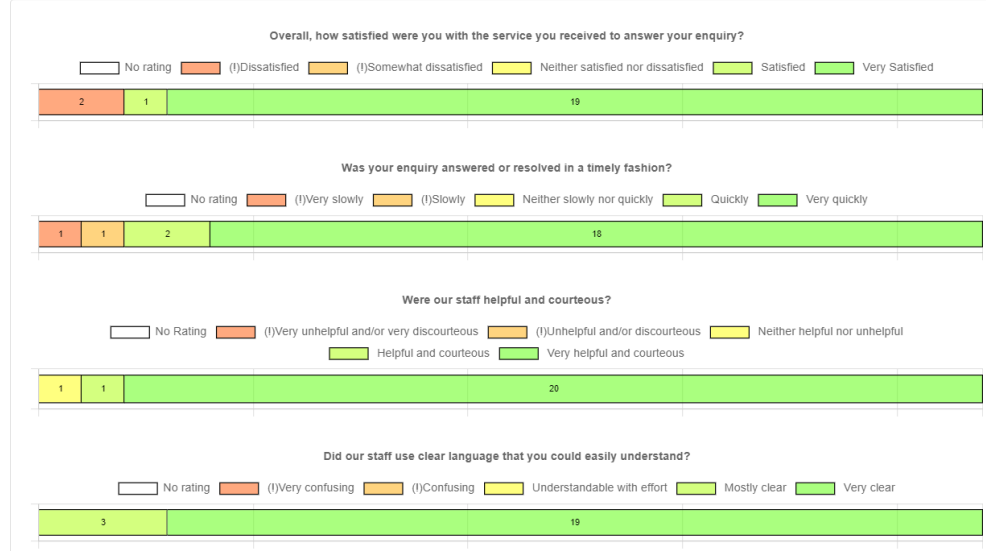 Overall, how satisfied were you with the service you received to answer your enquiry?
No rating (!)Dissatisfied (!)Somewhat dissatisfied Neither satisfied nor dissatisfied Satisfied Very Satisfied
2 1 19
Was your enquiry answered or resolved in a timely fashion?
No rating (!)Very slowly (!)Slowly Neither slowly nor quickly Quickly Very quickly
1 1 2 18
Were our staff helpful and courteous?
No Rating (!)Very unhelpful and/or very discourteous (!)Unhelpful and/or discourteous Neither helpful nor unhelpful
Helpful and courteous Very helpful and courteous
1 1 20
Did our staff use clear language that you could easily understand?
No rating (!)Very confusing (!)Confusing Understandable with effort Mostly clear Very clear
3 19